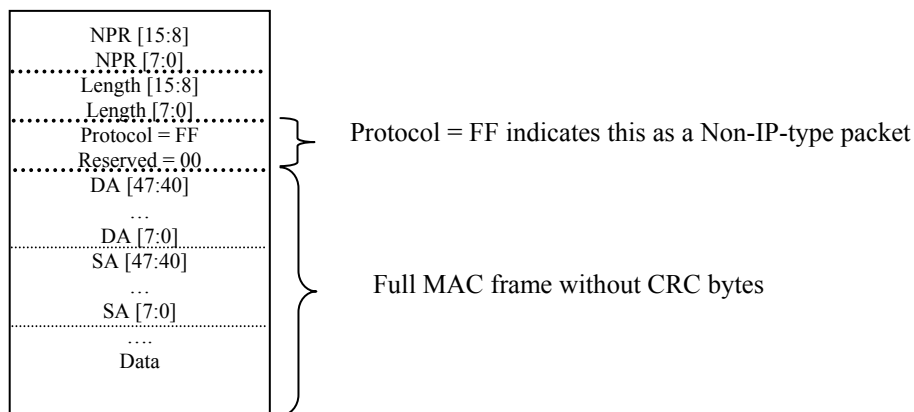 NPR [15:8]
NPR [7:0]
Length [15:8]
Length [7:0]
Protocol = FF
Reserved = 00
DA [47:40]
…
DA [7:0]
SA [47:40]
…
SA [7:0]
….
Data
Protocol = FF indicates this as a Non-IP-type packet
Full MAC frame without CRC bytes